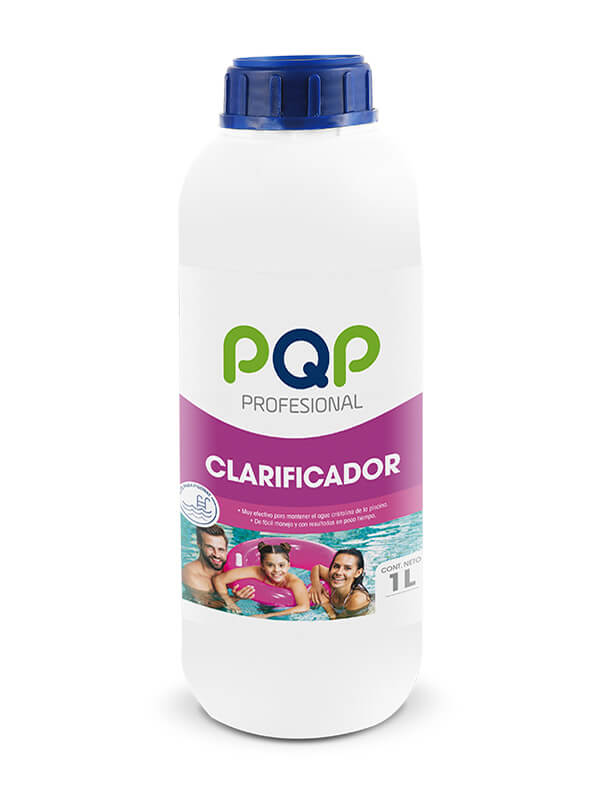 PQP
PROFESIONAL
CLARIFICADOR
• Muy efectivo para mantener el agua cristalina de la piscina.
• De fácil manejo y con resultados en poco tiempo.
CONT. NETO
1 L